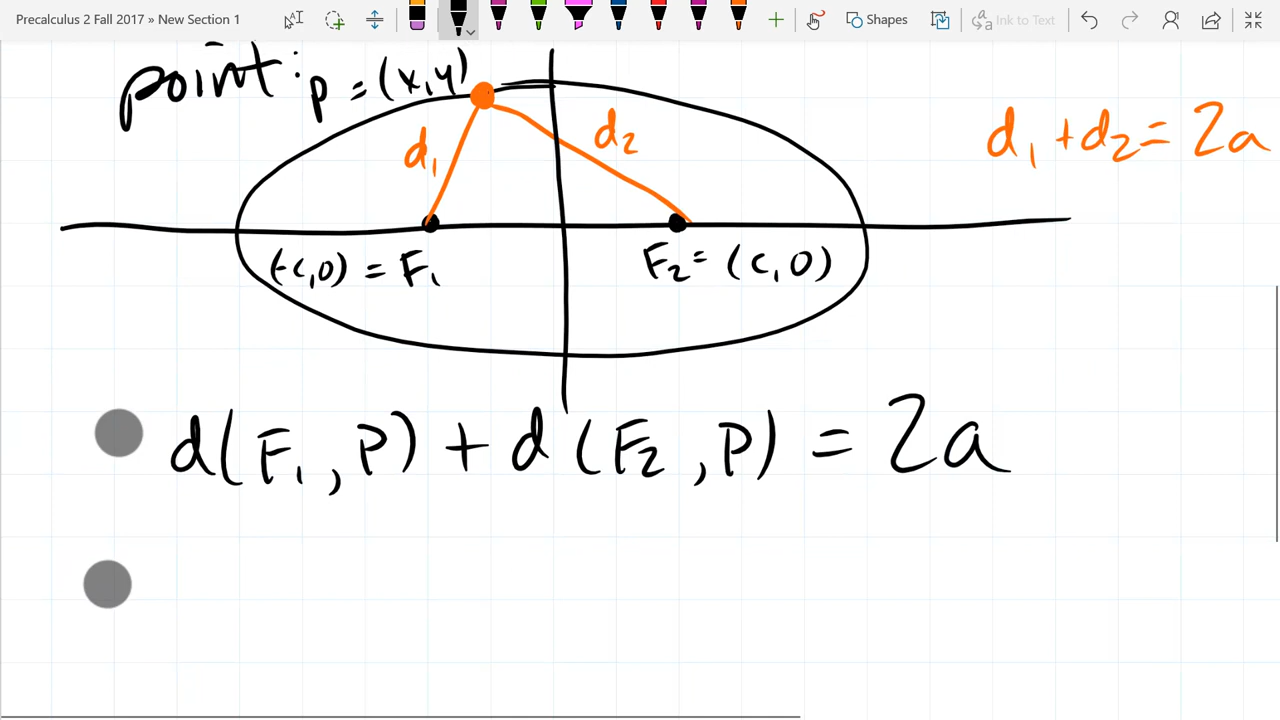 Precalculus 2 Fall 2017 » New Section 1
Shapes
Ink to Text
point: P = (x,y)
d₁
d₂
d₁ + d₂ = 2a
(-c,0) = F₁
F₂ = (c,0)
d(F₁, P) + d(F₂, P) = 2a